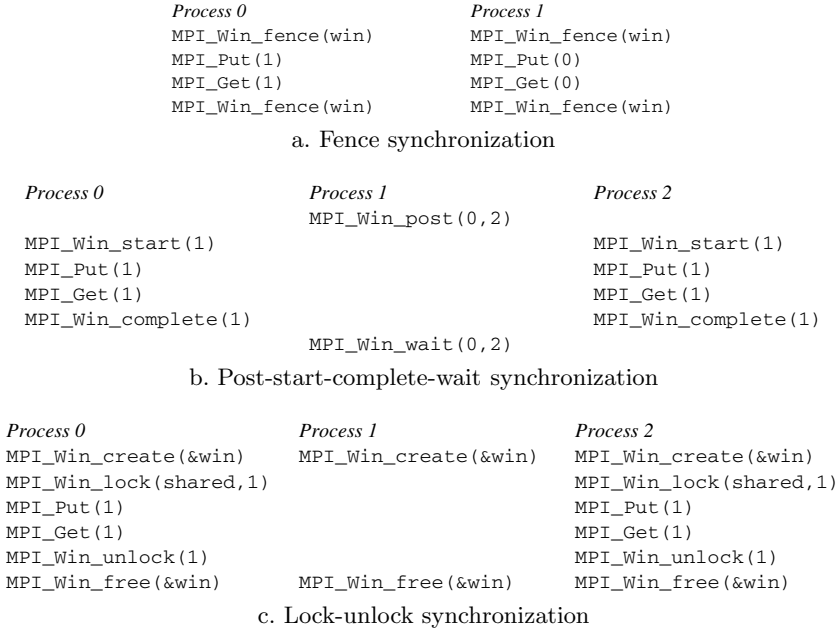 Process 0 Process 1
MPI_Win_fence(win) MPI_Win_fence(win)
MPI_Put(1) MPI_Put(0)
MPI_Get(1) MPI_Get(0)
MPI_Win_fence(win) MPI_Win_fence(win)
a. Fence synchronization
Process 0 Process 1 Process 2
MPI_Win_post(0,2)
MPI_Win_start(1) MPI_Win_start(1)
MPI_Put(1) MPI_Put(1)
MPI_Get(1) MPI_Get(1)
MPI_Win_complete(1) MPI_Win_complete(1)
MPI_Win_wait(0,2)
b. Post-start-complete-wait synchronization
Process 0 Process 1 Process 2
MPI_Win_create(&win) MPI_Win_create(&win) MPI_Win_create(&win)
MPI_Win_lock(shared,1) MPI_Win_lock(shared,1)
MPI_Put(1) MPI_Put(1)
MPI_Get(1) MPI_Get(1)
MPI_Win_unlock(1) MPI_Win_unlock(1)
MPI_Win_free(&win) MPI_Win_free(&win) MPI_Win_free(&win)
c. Lock-unlock synchronization